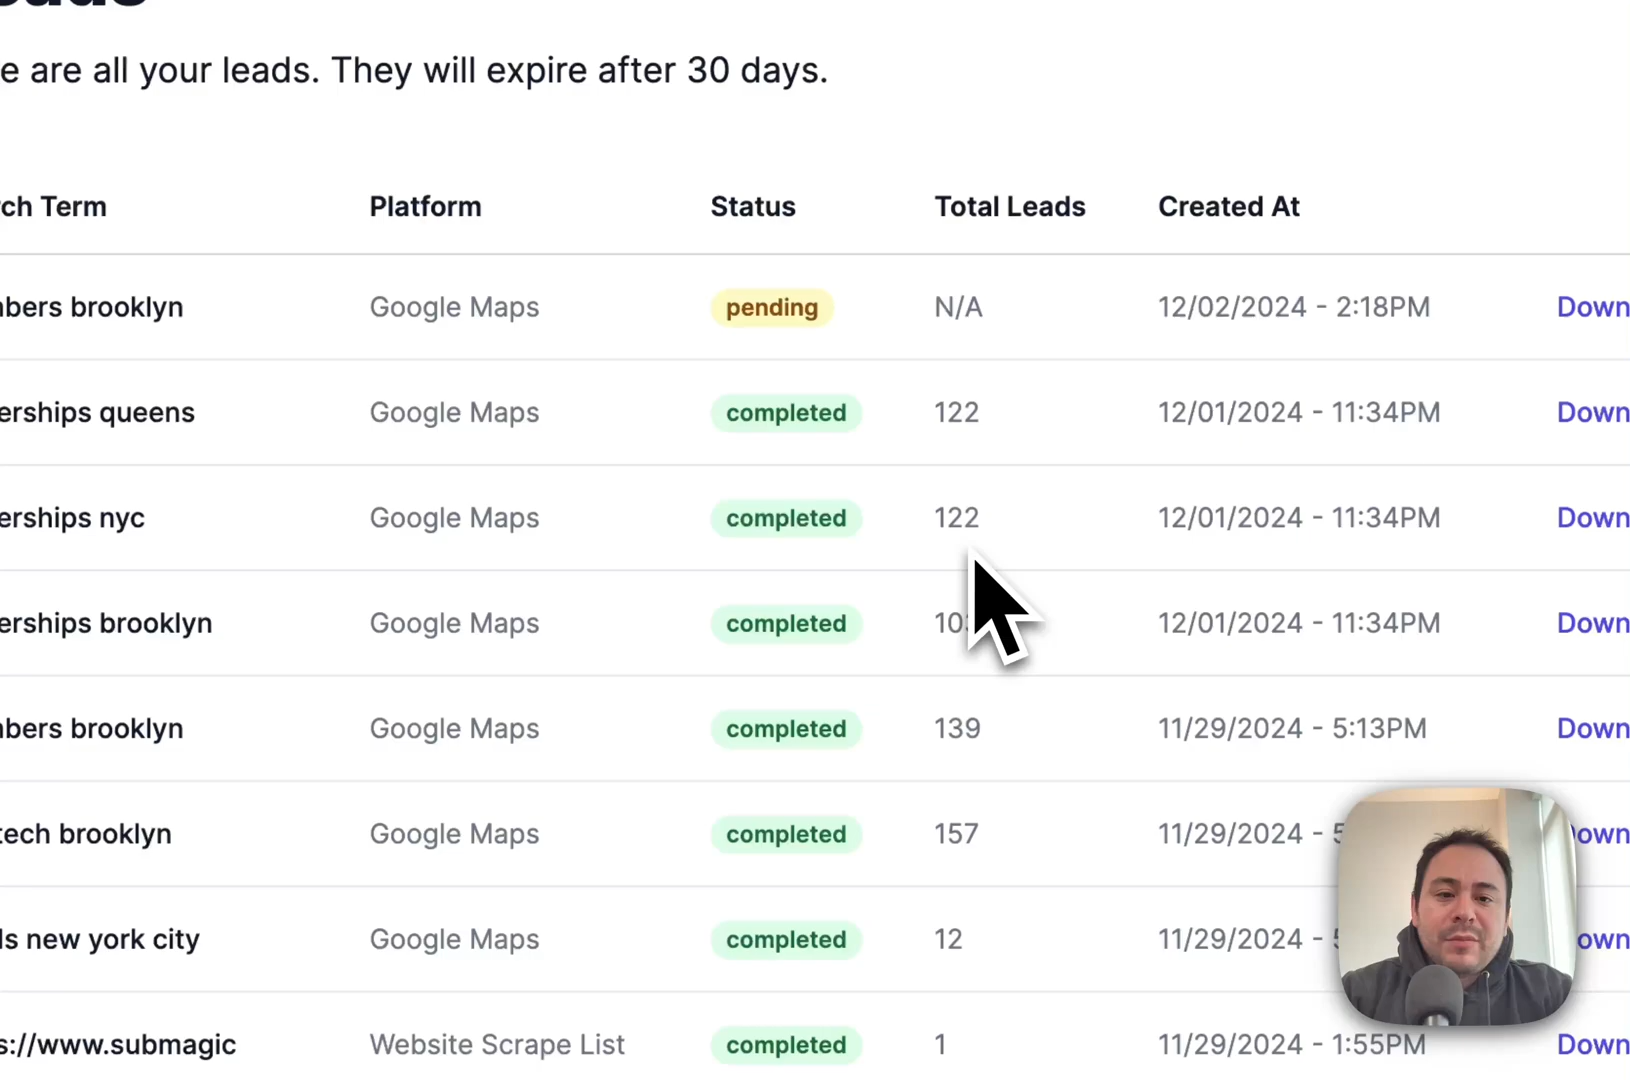 e are all your leads. They will expire after 30 days.
rch Term Platform Status Total Leads Created At
bers brooklyn Google Maps pending N/A 12/02/2024 - 2:18PM Down
erships queens Google Maps completed 122 12/01/2024 - 11:34PM Down
erships nyc Google Maps completed 122 12/01/2024 - 11:34PM Down
erships brooklyn Google Maps completed 12/01/2024 - 11:34PM Down
bers brooklyn Google Maps completed 139 11/29/2024 - 5:13PM Down
tech brooklyn Google Maps completed 157 11/29/2024 - own
ls new york city Google Maps completed 12 11/29/2024 - own
s://www.submagic Website Scrape List completed 1 11/29/2024 - 1:55PM Down